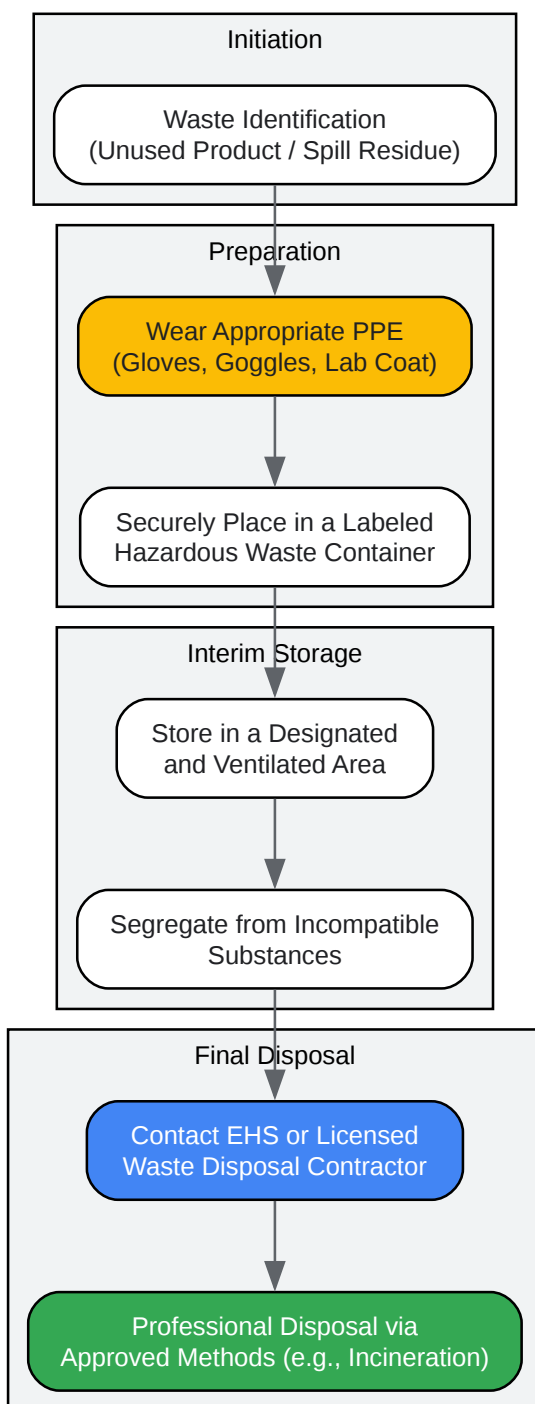 Initiation
Waste Identification
(Unused Product / Spill Residue)
Preparation
Wear Appropriate PPE
(Gloves, Goggles, Lab Coat)
Securely Place in a Labeled
Hazardous Waste Container
Interim Storage
Store in a Designated
and Ventilated Area
Segregate from Incompatible
Substances
Final Disposal
Contact EHS or Licensed
Waste Disposal Contractor
Professional Disposal via
Approved Methods (e.g., Incineration)